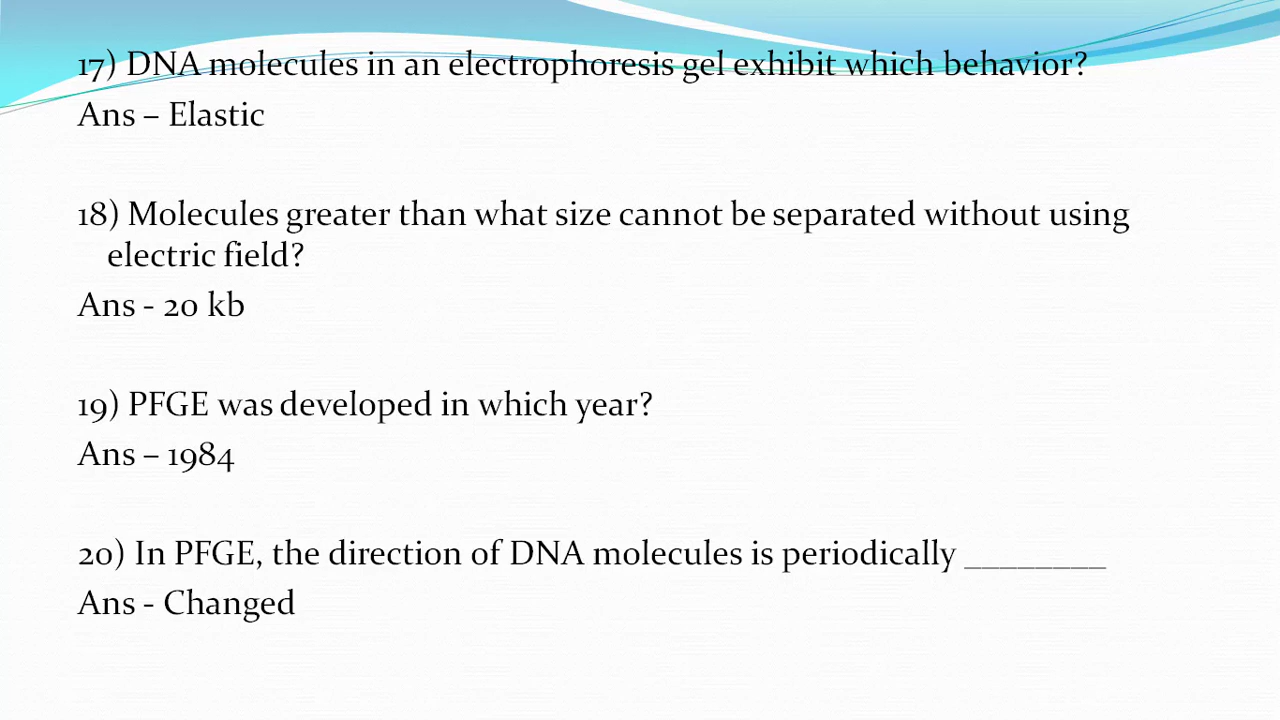 17) DNA molecules in an electrophoresis gel exhibit which behavior?
Ans – Elastic
18) Molecules greater than what size cannot be separated without using
electric field?
Ans - 20 kb
19) PFGE was developed in which year?
Ans – 1984
20) In PFGE, the direction of DNA molecules is periodically ________
Ans - Changed